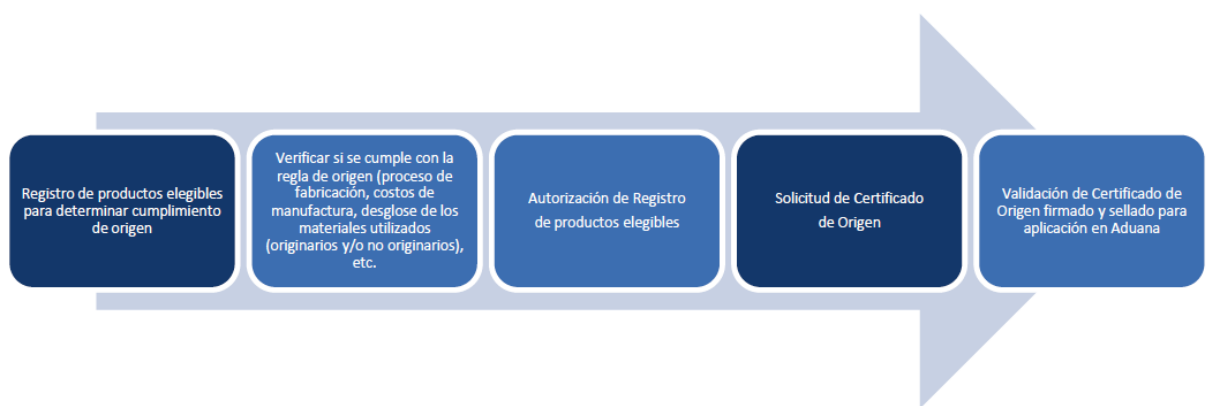 Registro de productos elegibles
para determinar cumplimiento
de origen
Verificar si se cumple con la
regla de origen (proceso de
fabricación, costos de
manufactura, desglose de los
materiales utilizados
(originarios y/o no originarios),
etc.
Autorización de Registro
de productos elegibles
Solicitud de Certificado
de Origen
Validación de Certificado de
Origen firmado y sellado para
aplicación en Aduana